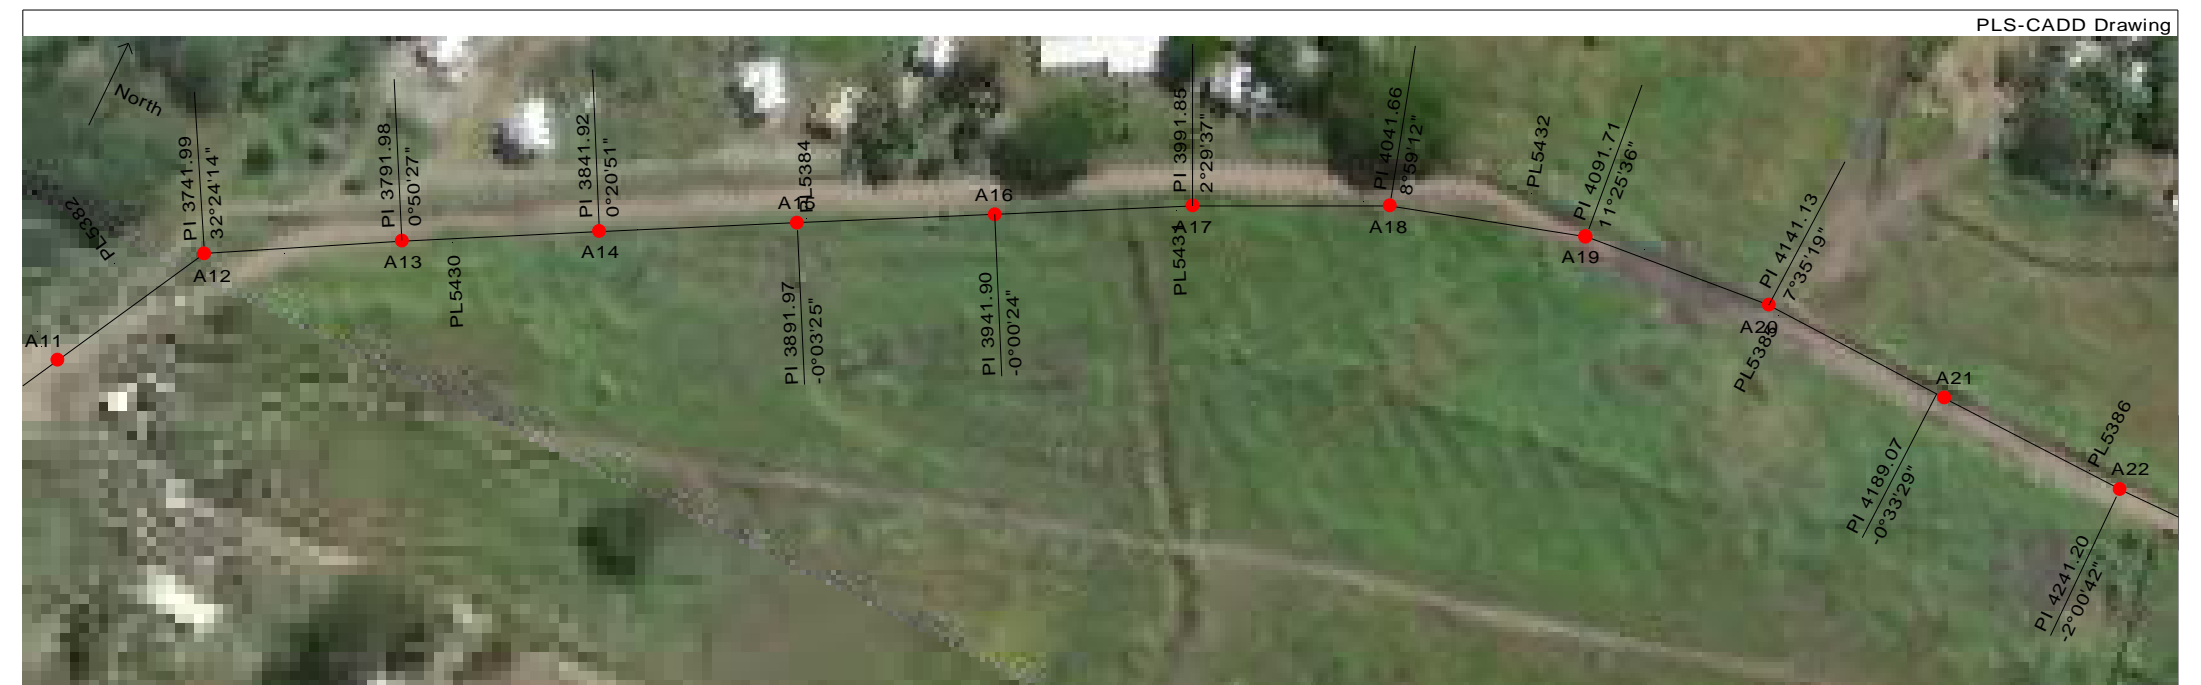 PLS-CADD Drawing
North
PL5382
A11
PI 3741.99
32°24'14"
A12
PI 3791.98
0°50'27"
A13
PL5430
PI 3841.92
0°20'51"
A14
PL5384
A15
PI 3891.97
-0°03'25"
A16
PI 3941.90
-0°00'24"
PI 3991.85
2°29'37"
A17
PL5431
PI 4041.66
8°59'12"
A18
PL5432
PI 4091.71
11°25'36"
A19
PI 4141.13
7°35'19"
A20
PL5385
A21
PI 4189.07
-0°33'29"
PL5386
A22
PI 4241.20
-2°00'42"